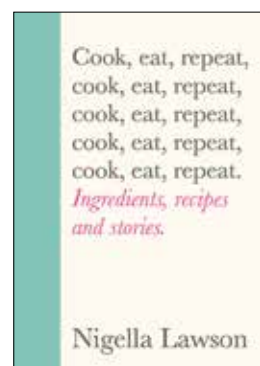 Cook, eat, repeat,
cook, eat, repeat,
cook, eat, repeat,
cook, eat, repeat,
cook, eat, repeat.
Ingredients, recipes
and stories.
Nigella Lawson